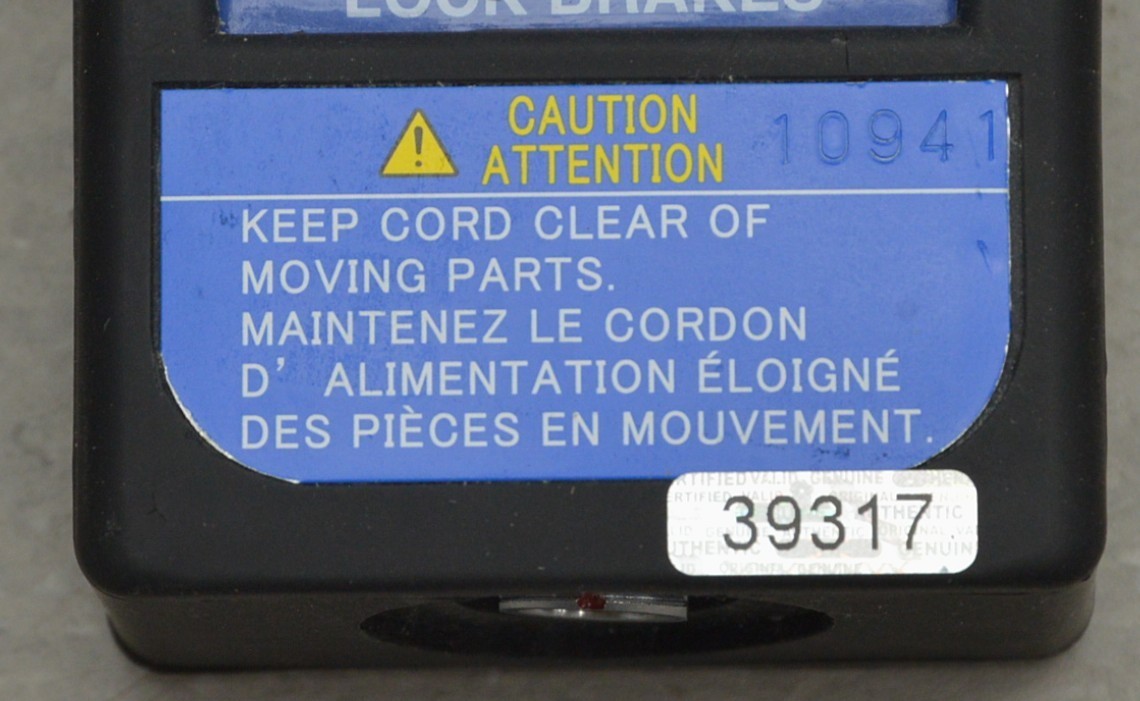 LOCK BRAKES
CAUTION
ATTENTION
10941
KEEP CORD CLEAR OF
MOVING PARTS.
MAINTENEZ LE CORDON
D' ALIMENTATION ÉLOIGNÉ
DES PIÈCES EN MOUVEMENT.
39317